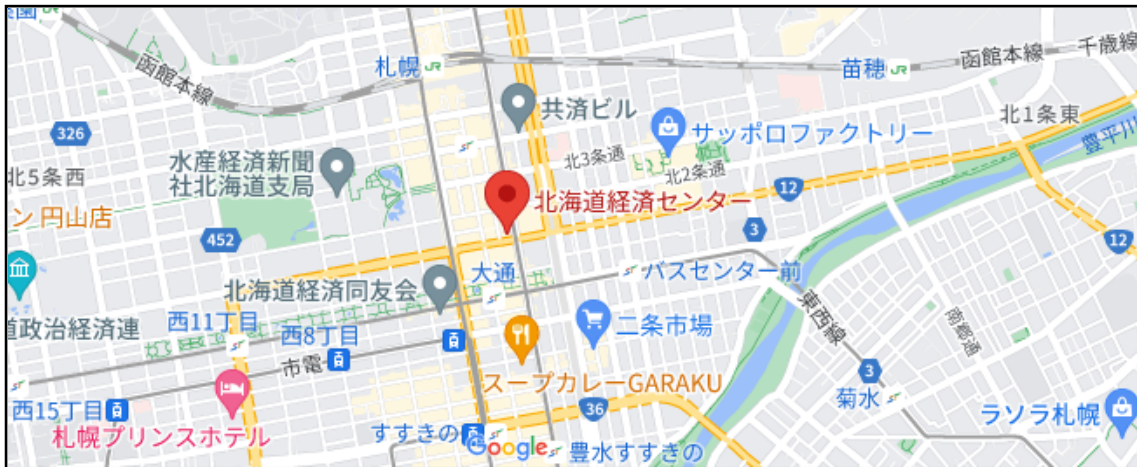 函館本線
札幌 JR
苗穂 JR
函館本線
千歳線
326
共済ビル
サッポロファクトリー
北1条東
豊平川
水産経済新聞
社北海道支局
北5条西
北3条通
北2条通
12
ン 円山店
北海道経済センター
452
3
12
大通
バスセンター前
北海道経済同友会
道政治経済連
西11丁目
西8丁目
二条市場
東西線
南郷通
市電
スープカレーGARAKU
3
西15丁目
36
菊水
ラソラ札幌
札幌プリンスホテル
すすきの
Google
豊水すすきの